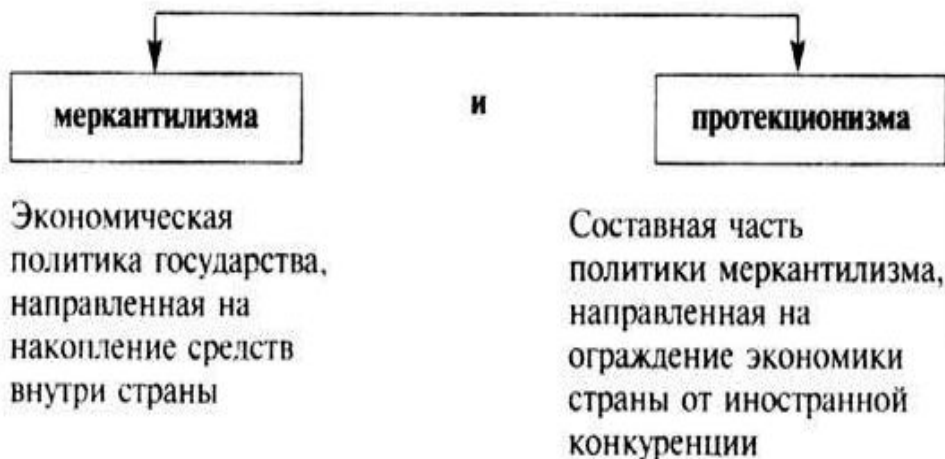 меркантилизма
и
протекционизма
Экономическая
политика государства,
направленная на
накопление средств
внутри страны
Составная часть
политики меркантилизма,
направленная на
ограждение экономики
страны от иностранной
конкуренции